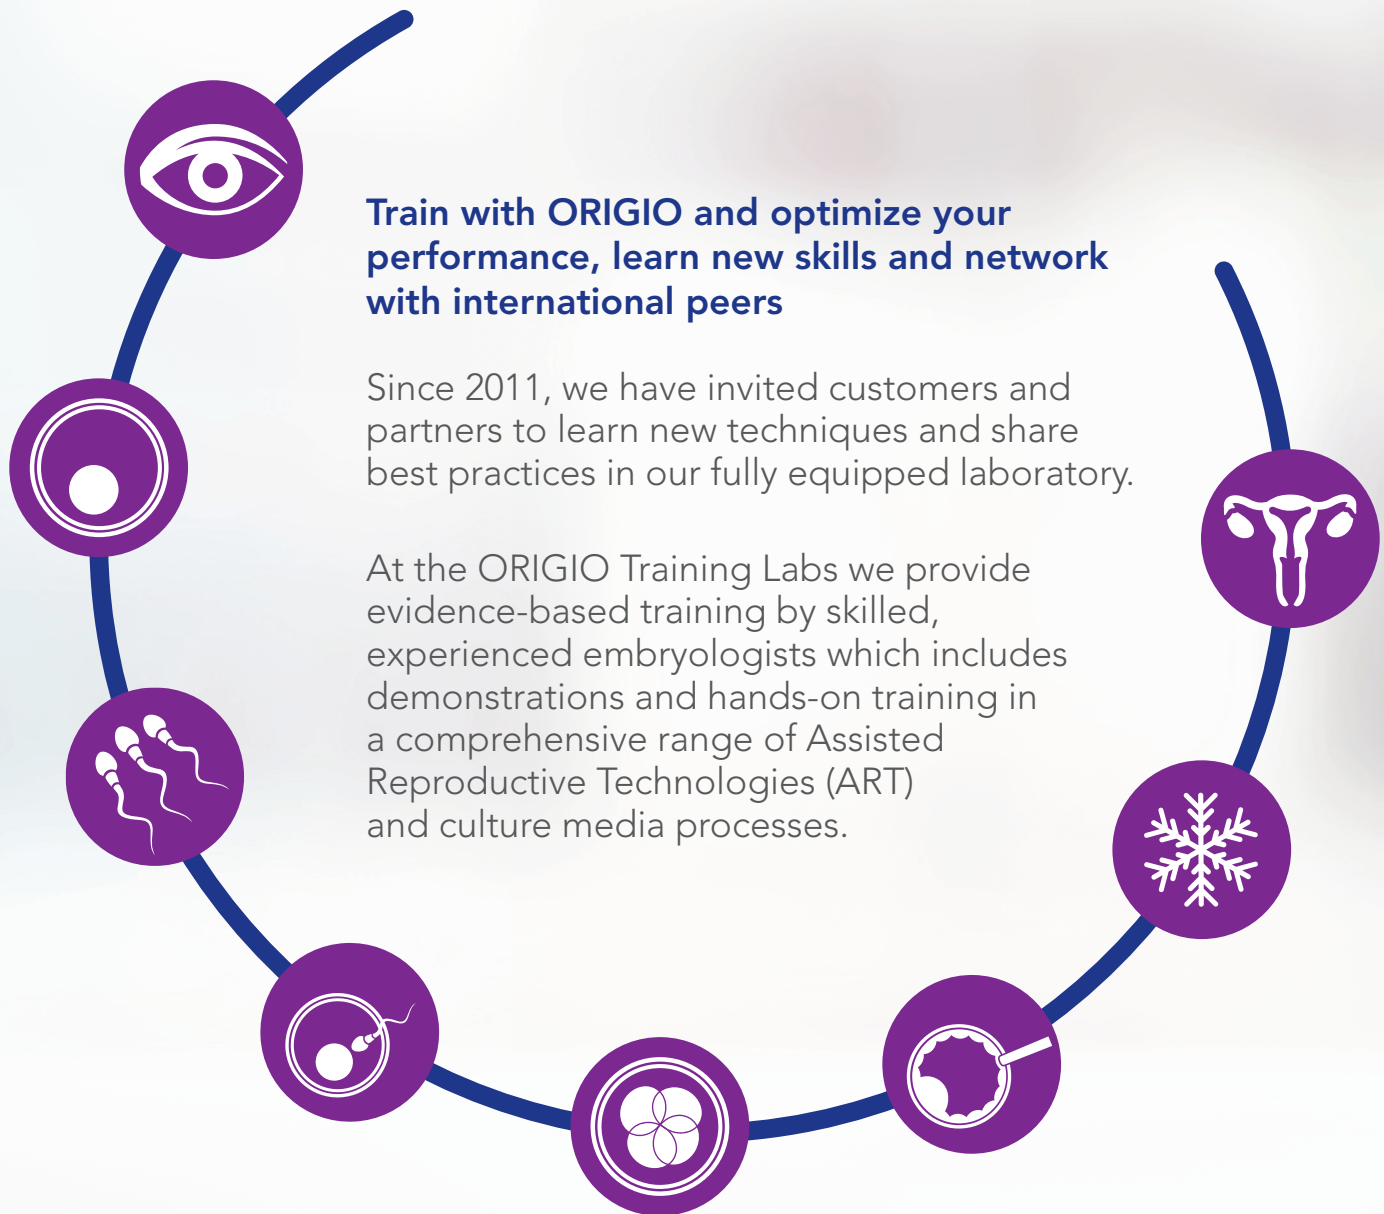 Train with ORIGIO and optimize your
performance, learn new skills and network
with international peers
Since 2011, we have invited customers and
partners to learn new techniques and share
best practices in our fully equipped laboratory.
At the ORIGIO Training Labs we provide
evidence-based training by skilled,
experienced embryologists which includes
demonstrations and hands-on training in
a comprehensive range of Assisted
Reproductive Technologies (ART)
and culture media processes.